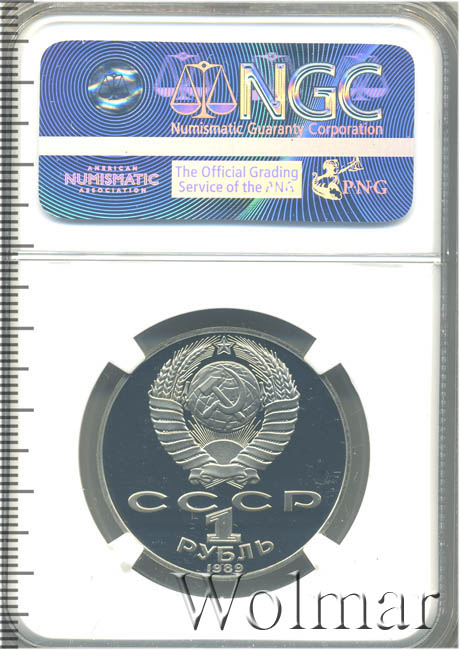 NGC
Numismatic Guaranty Corporation
AMERICAN
NUMISMATIC
ASSOCIATION
The Official Grading
Service of the PNG
PNG
СССР
1
РУБЛЬ
1989
Wolmar